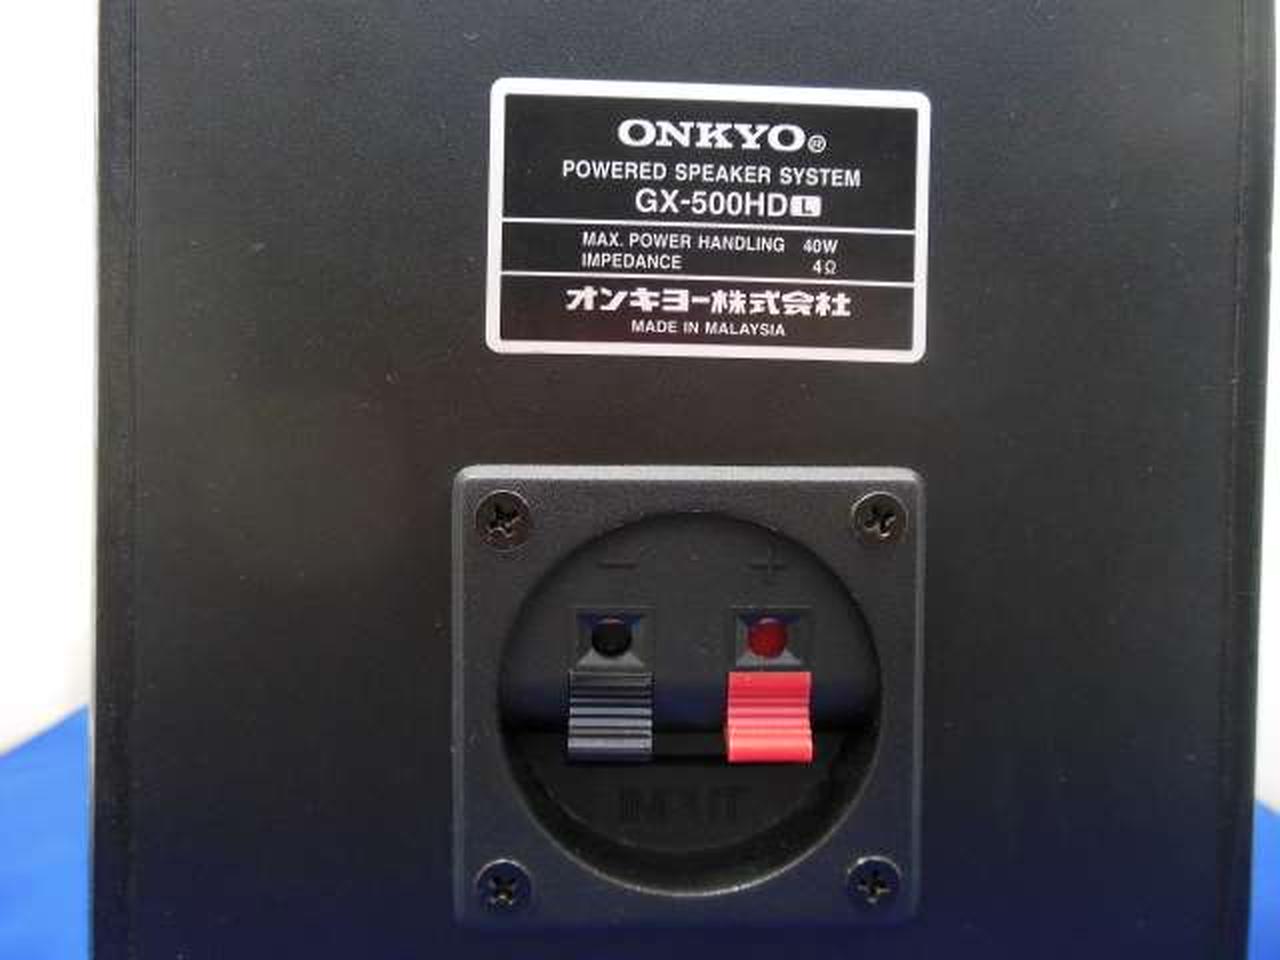 ONKYO®
POWERED SPEAKER SYSTEM
GX-500HD L
MAX. POWER HANDLING 40W
IMPEDANCE 4Ω
オンキヨー株式会社
MADE IN MALAYSIA
− +
INPUT